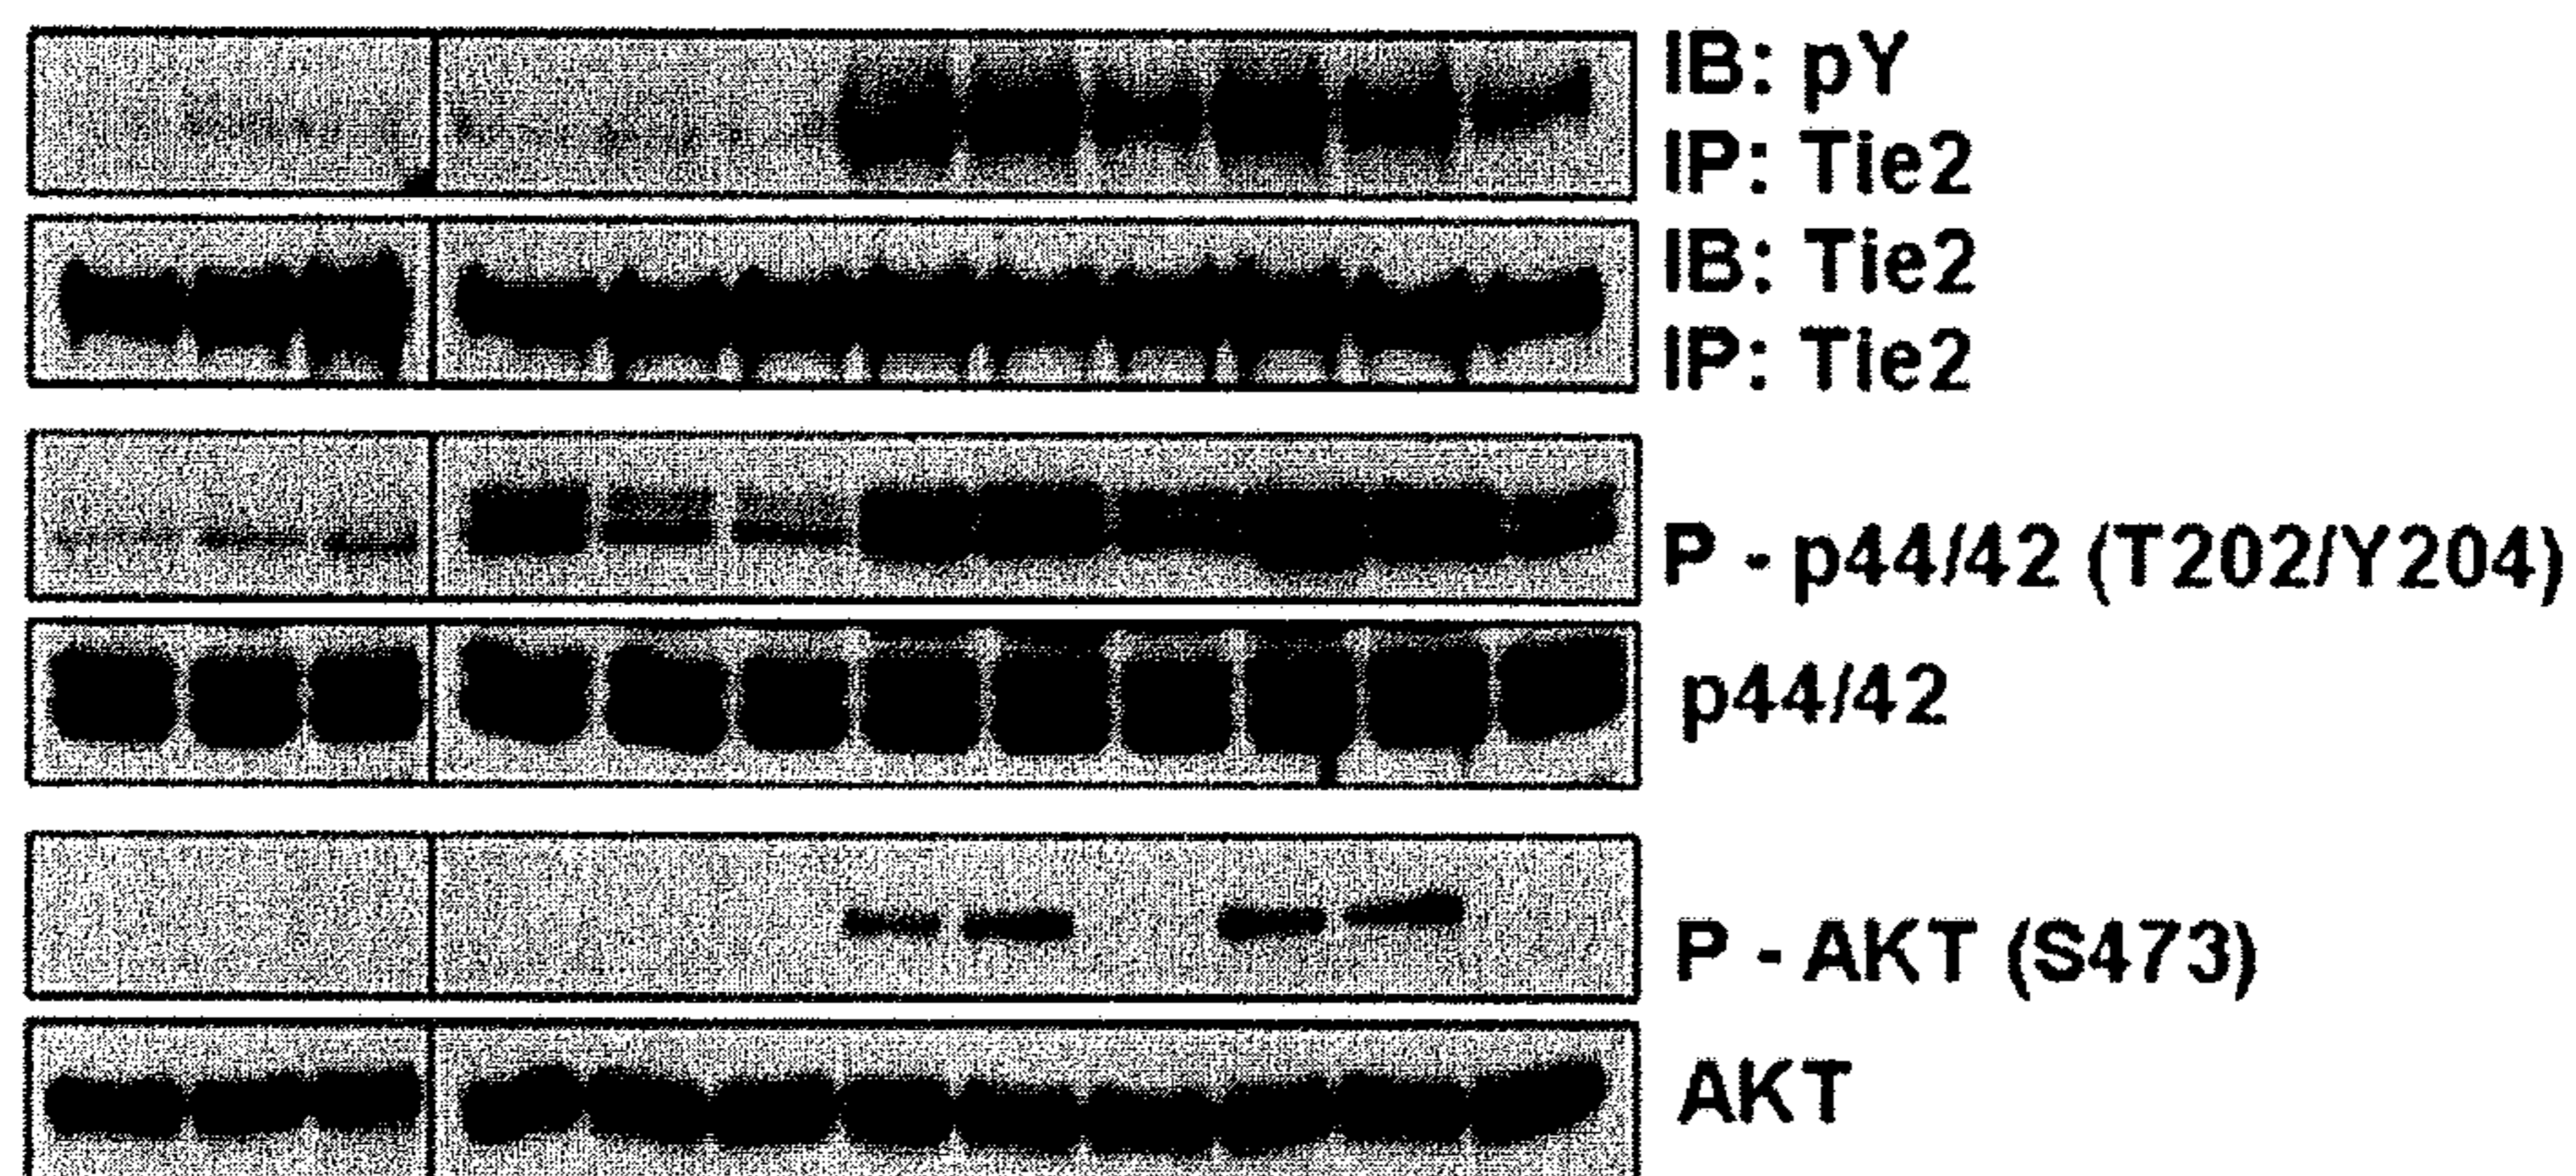 IB: pY
IP: Tie2
IB: Tie2
IP: Tie2
P - p44/42 (T202/Y204)
p44/42
P - AKT (S473)
AKT